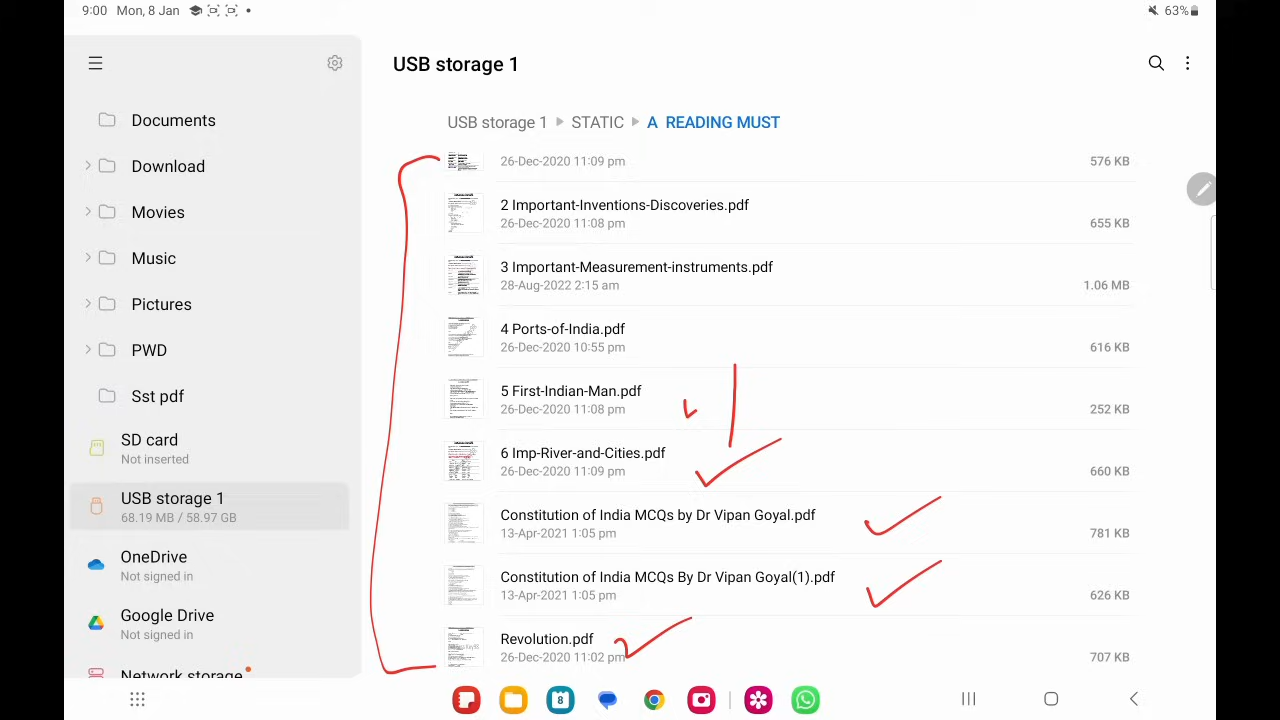 9:00 Mon, 8 Jan
63%
USB storage 1
Documents
Download
Movies
Music
Pictures
PWD
Sst pdf
SD card
Not inserted
USB storage 1
68.19 MB /
GB
OneDrive
Not signed in
Google Drive
Not signed in
Network storage
USB storage 1 STATIC A READING MUST
26-Dec-2020 11:09 pm
576 KB
2 Important-Inventions-Discoveries.pdf
26-Dec-2020 11:08 pm
655 KB
3 Important-Measurement-instruments.pdf
28-Aug-2022 2:15 am
1.06 MB
4 Ports-of-India.pdf
26-Dec-2020 10:55 pm
616 KB
5 First-Indian-Man.pdf
26-Dec-2020 11:08 pm
252 KB
6 Imp-River-and-Cities.pdf
26-Dec-2020 11:09 pm
660 KB
Constitution of India MCQs by Dr Vipan Goyal.pdf
13-Apr-2021 1:05 pm
781 KB
Constitution of India MCQs By Dr Vipan Goyal(1).pdf
13-Apr-2021 1:05 pm
626 KB
Revolution.pdf
26-Dec-2020 11:02 pm
707 KB
8